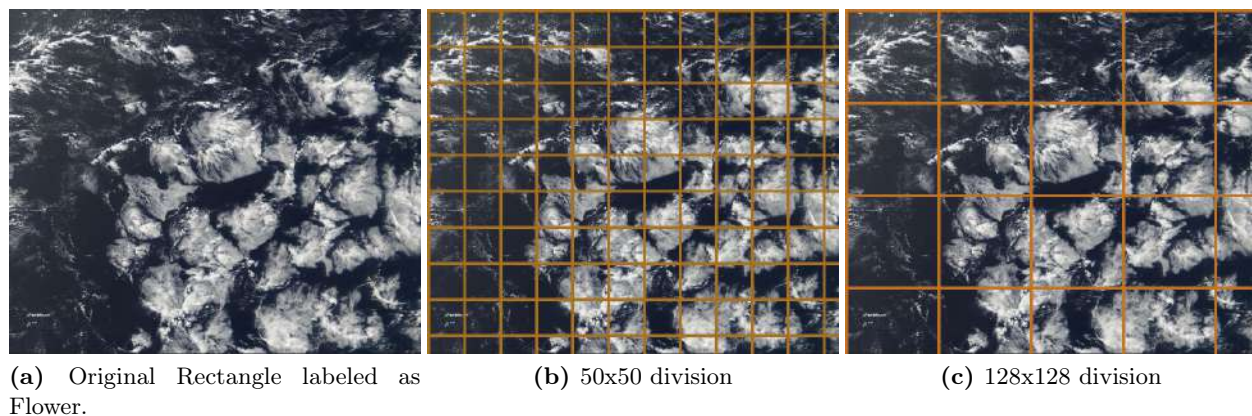 (a) Original Rectangle labeled as
Flower.
(b) 50x50 division
(c) 128x128 division